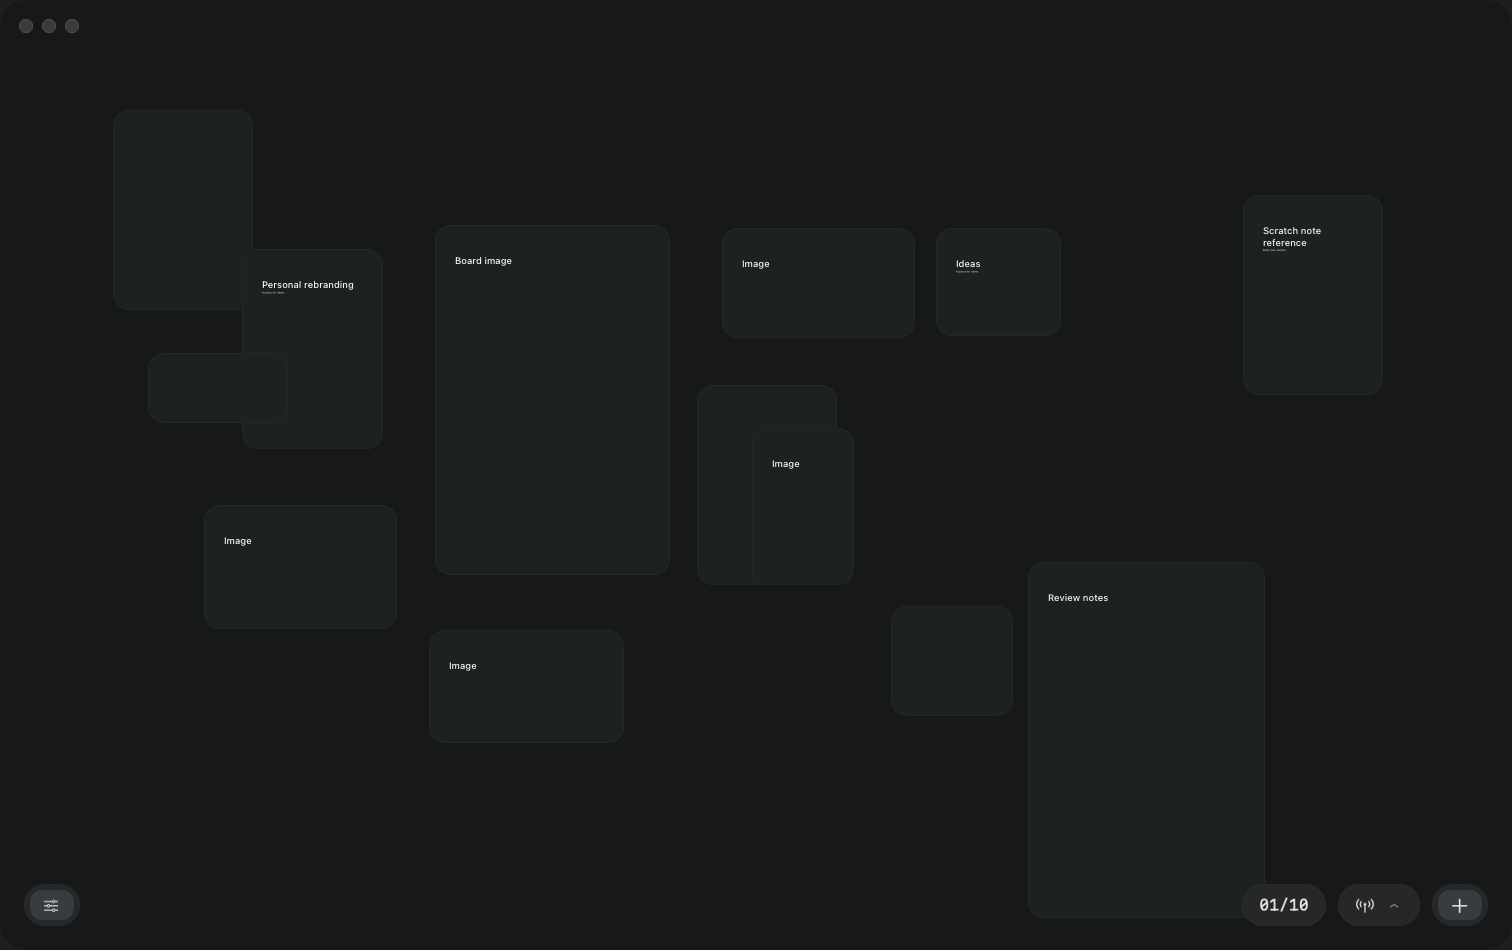 Scratch note
reference
Board image
Image
Ideas
Personal rebranding
Image
Image
Review notes
Image
01/10